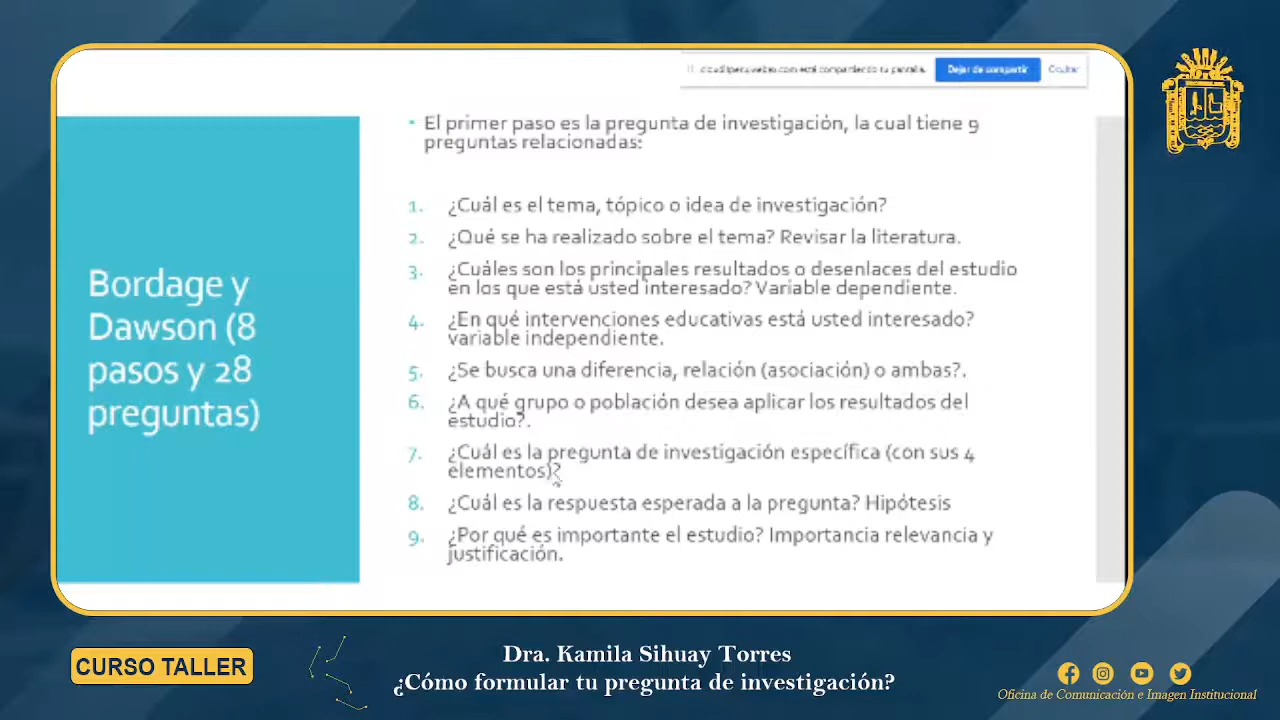 cloud1peru.webex.com está compartiendo tu pantalla.
Dejar de compartir
Ocultar
El primer paso es la pregunta de investigación, la cual tiene 9
preguntas relacionadas:
Bordage y
Dawson (8
pasos y 28
preguntas)
1. ¿Cuál es el tema, tópico o idea de investigación?
2. ¿Qué se ha realizado sobre el tema? Revisar la literatura.
3. ¿Cuáles son los principales resultados o desenlaces del estudio
en los que está usted interesado? Variable dependiente.
4. ¿En qué intervenciones educativas está usted interesado?
variable independiente.
5. ¿Se busca una diferencia, relación (asociación) o ambas?.
6. ¿A qué grupo o población desea aplicar los resultados del
estudio?.
7. ¿Cuál es la pregunta de investigación específica (con sus 4
elementos)?
8. ¿Cuál es la respuesta esperada a la pregunta? Hipótesis
9. ¿Por qué es importante el estudio? Importancia relevancia y
justificación.
CURSO TALLER
Dra. Kamila Sihuay Torres
¿Cómo formular tu pregunta de investigación?
Oficina de Comunicación e Imagen Institucional